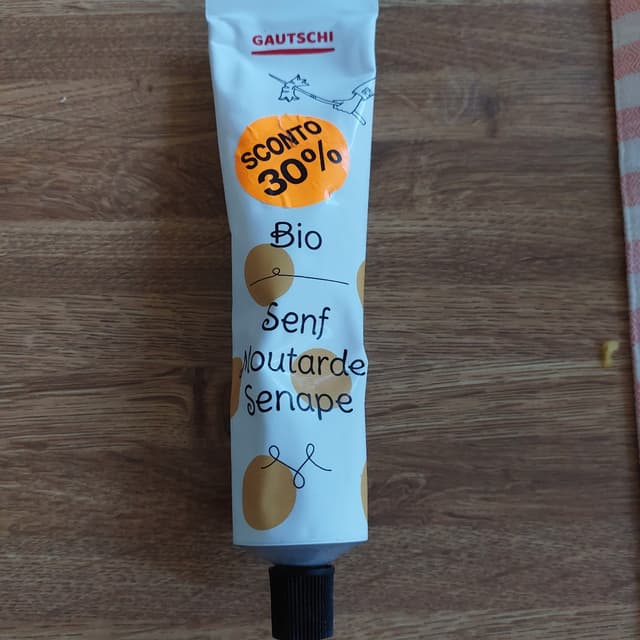 GAUTSCHI
SCONTO
30%
Bio
Senf
Moutarde
Senape